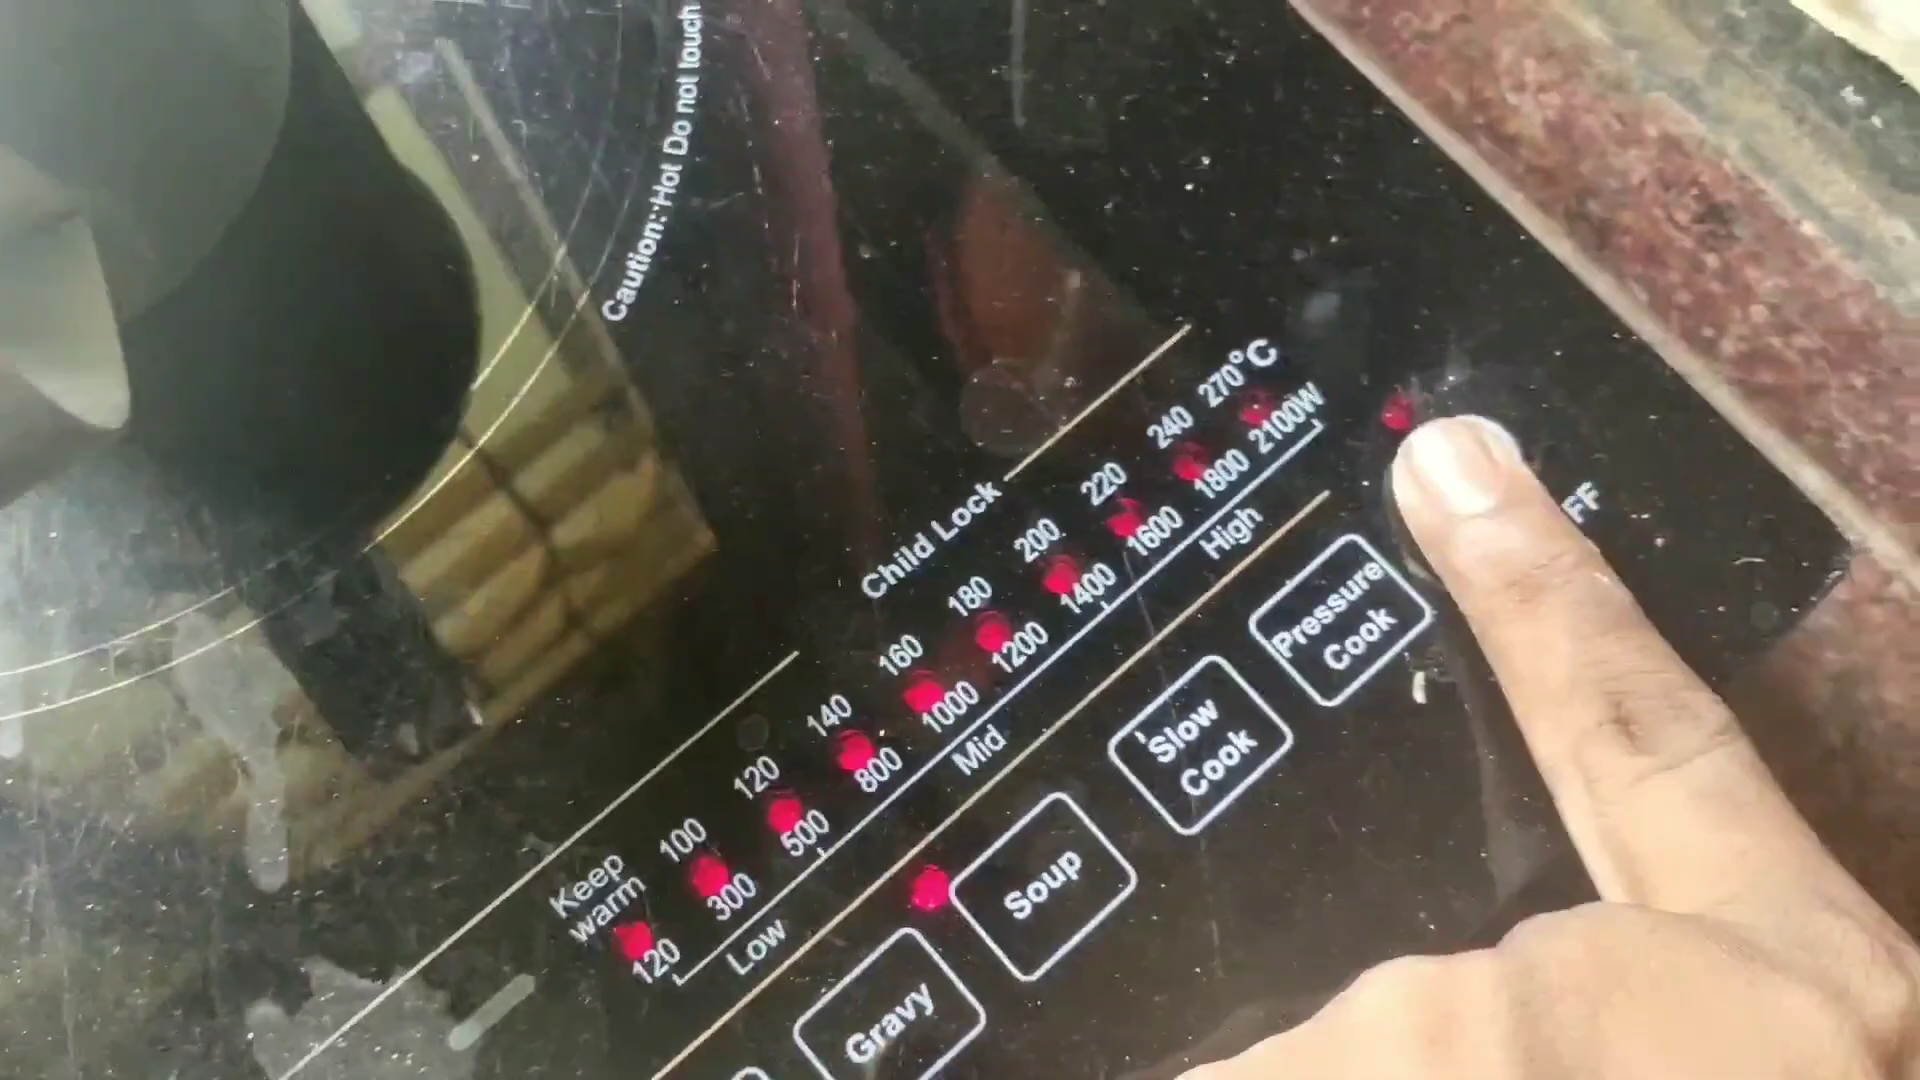 Caution::Hot Do not touch
Child Lock
Keep warm 100 120 140 160 180 200 220 240 270°C
120 300 500 800 1000 1200 1400 1600 1800 2100W
Low Mid High
Gravy
Soup
Slow
Cook
Pressure
Cook
FF